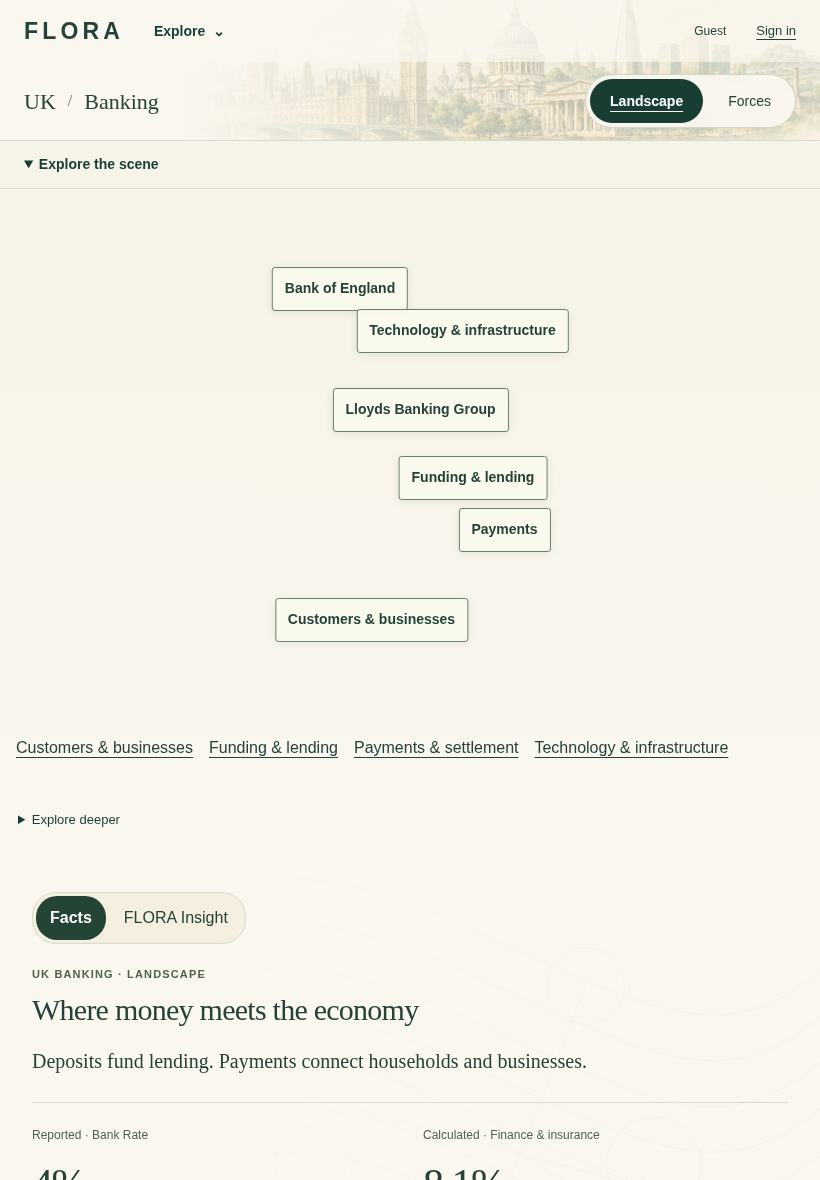 FLORA
Explore
Guest
Sign in
UK / Banking
Landscape
Forces
Explore the scene
Bank of England
Technology & infrastructure
Lloyds Banking Group
Funding & lending
Payments
Customers & businesses
Customers & businesses Funding & lending Payments & settlement Technology & infrastructure
Explore deeper
Facts FLORA Insight
UK BANKING · LANDSCAPE
Where money meets the economy
Deposits fund lending. Payments connect households and businesses.
Reported · Bank Rate
Calculated · Finance & insurance